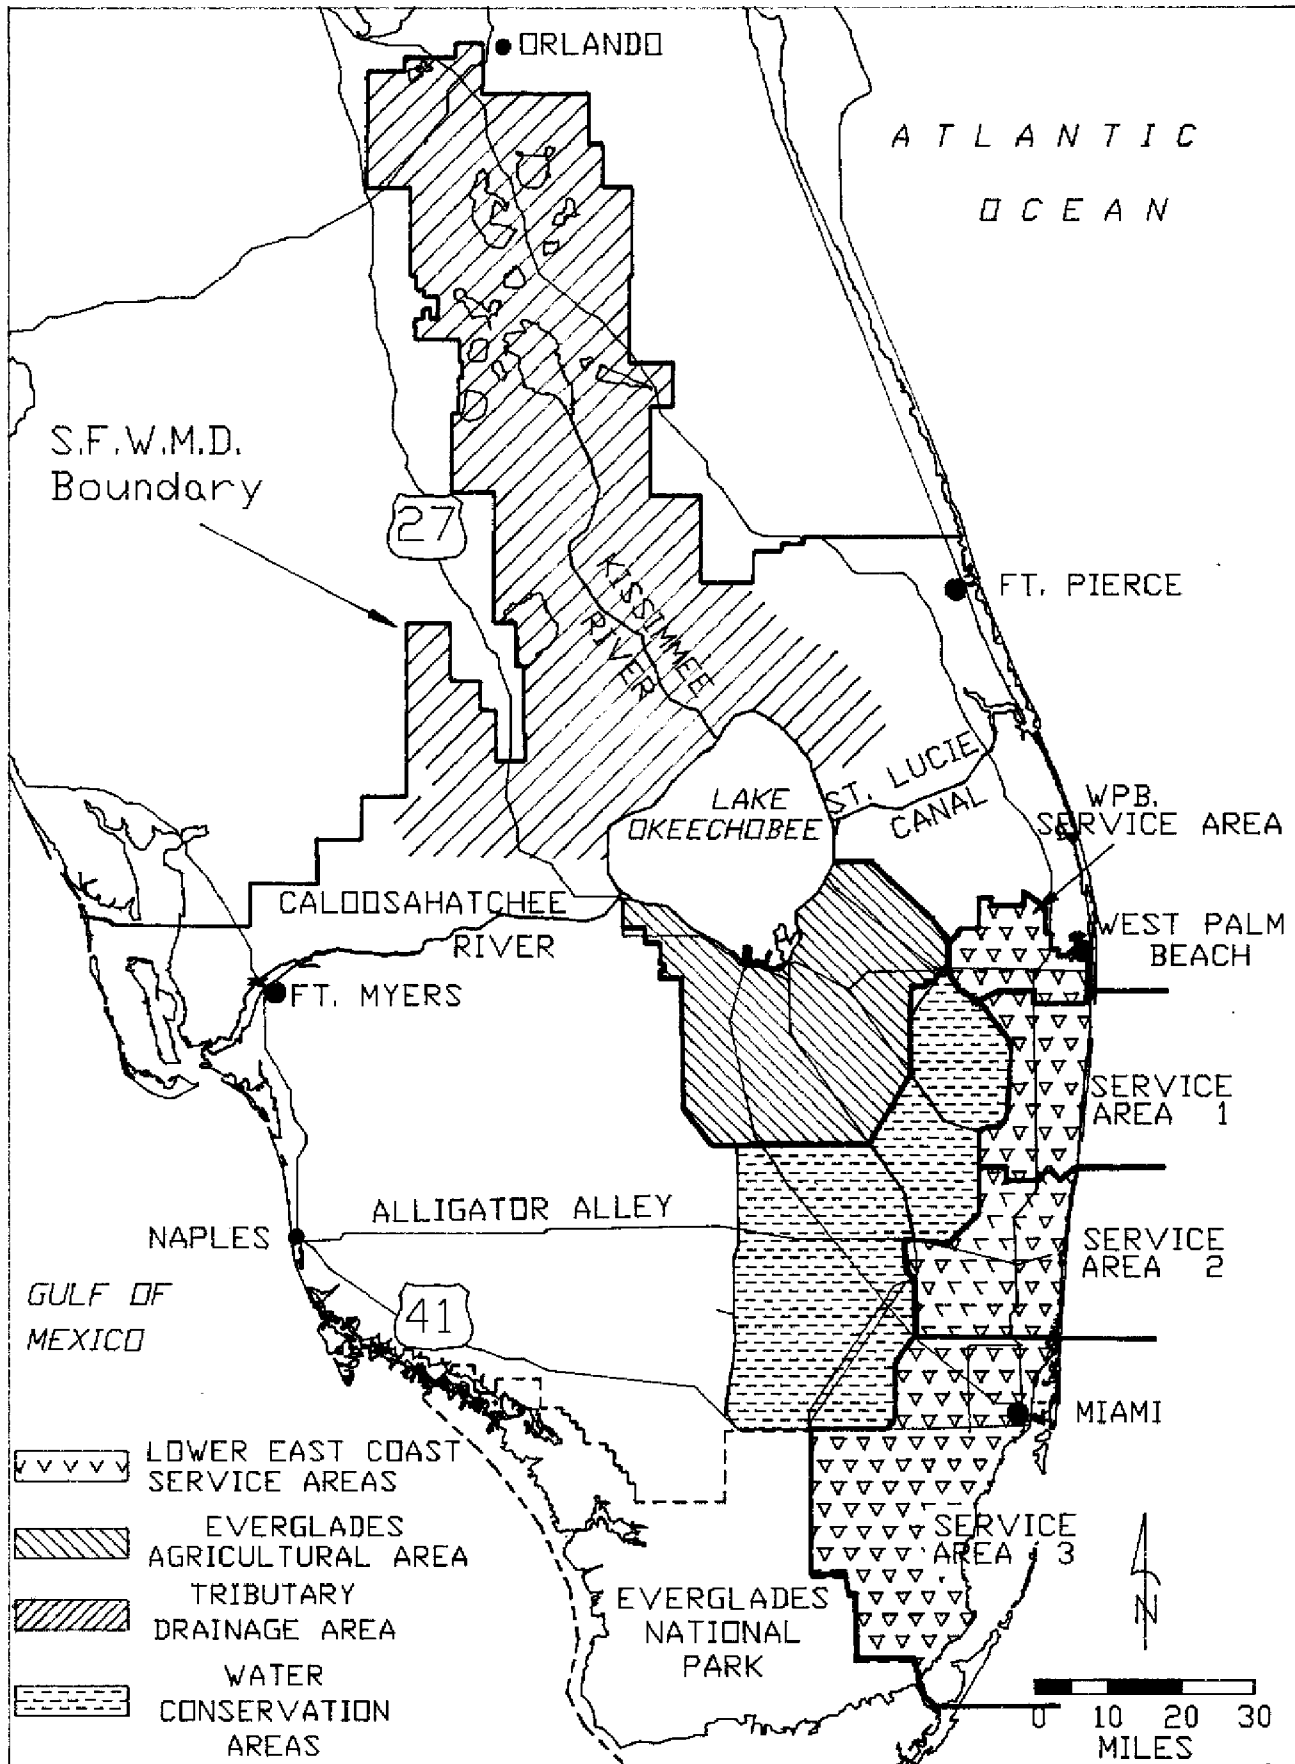 ORLANDO
ATLANTIC
OCEAN
S.F.W.M.D.
Boundary
27
KISSIMMEE
RIVER
FT. PIERCE
LAKE
OKEECHOBEE
ST. LUCIE
CANAL
WPB.
SERVICE AREA
CALOOSAHATCHEE
RIVER
WEST PALM
BEACH
FT. MYERS
SERVICE
AREA 1
ALLIGATOR ALLEY
NAPLES
SERVICE
AREA 2
GULF OF
MEXICO
41
MIAMI
LOWER EAST COAST
SERVICE AREAS
EVERGLADES
AGRICULTURAL AREA
TRIBUTARY
DRAINAGE AREA
WATER
CONSERVATION
AREAS
SERVICE
AREA 3
EVERGLADES
NATIONAL
PARK
N
0 10 20 30
MILES